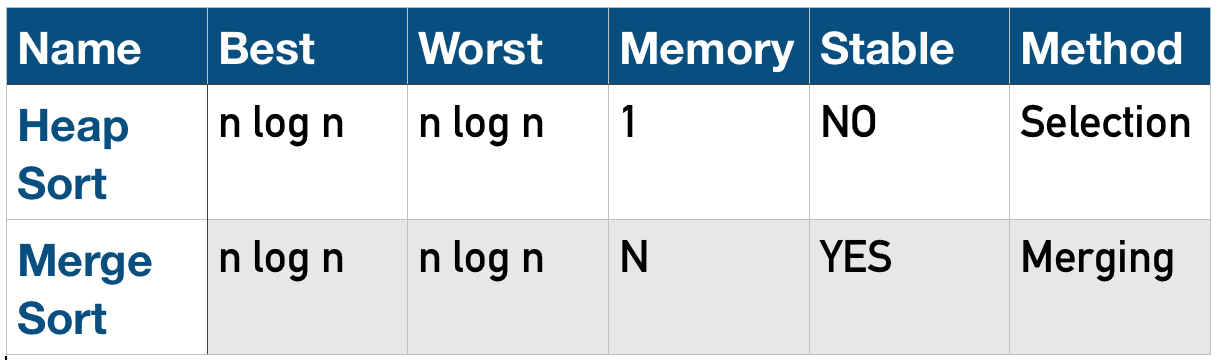 Name Best Worst Memory Stable Method
Heap Sort n log n n log n 1 NO Selection
Merge Sort n log n n log n N YES Merging